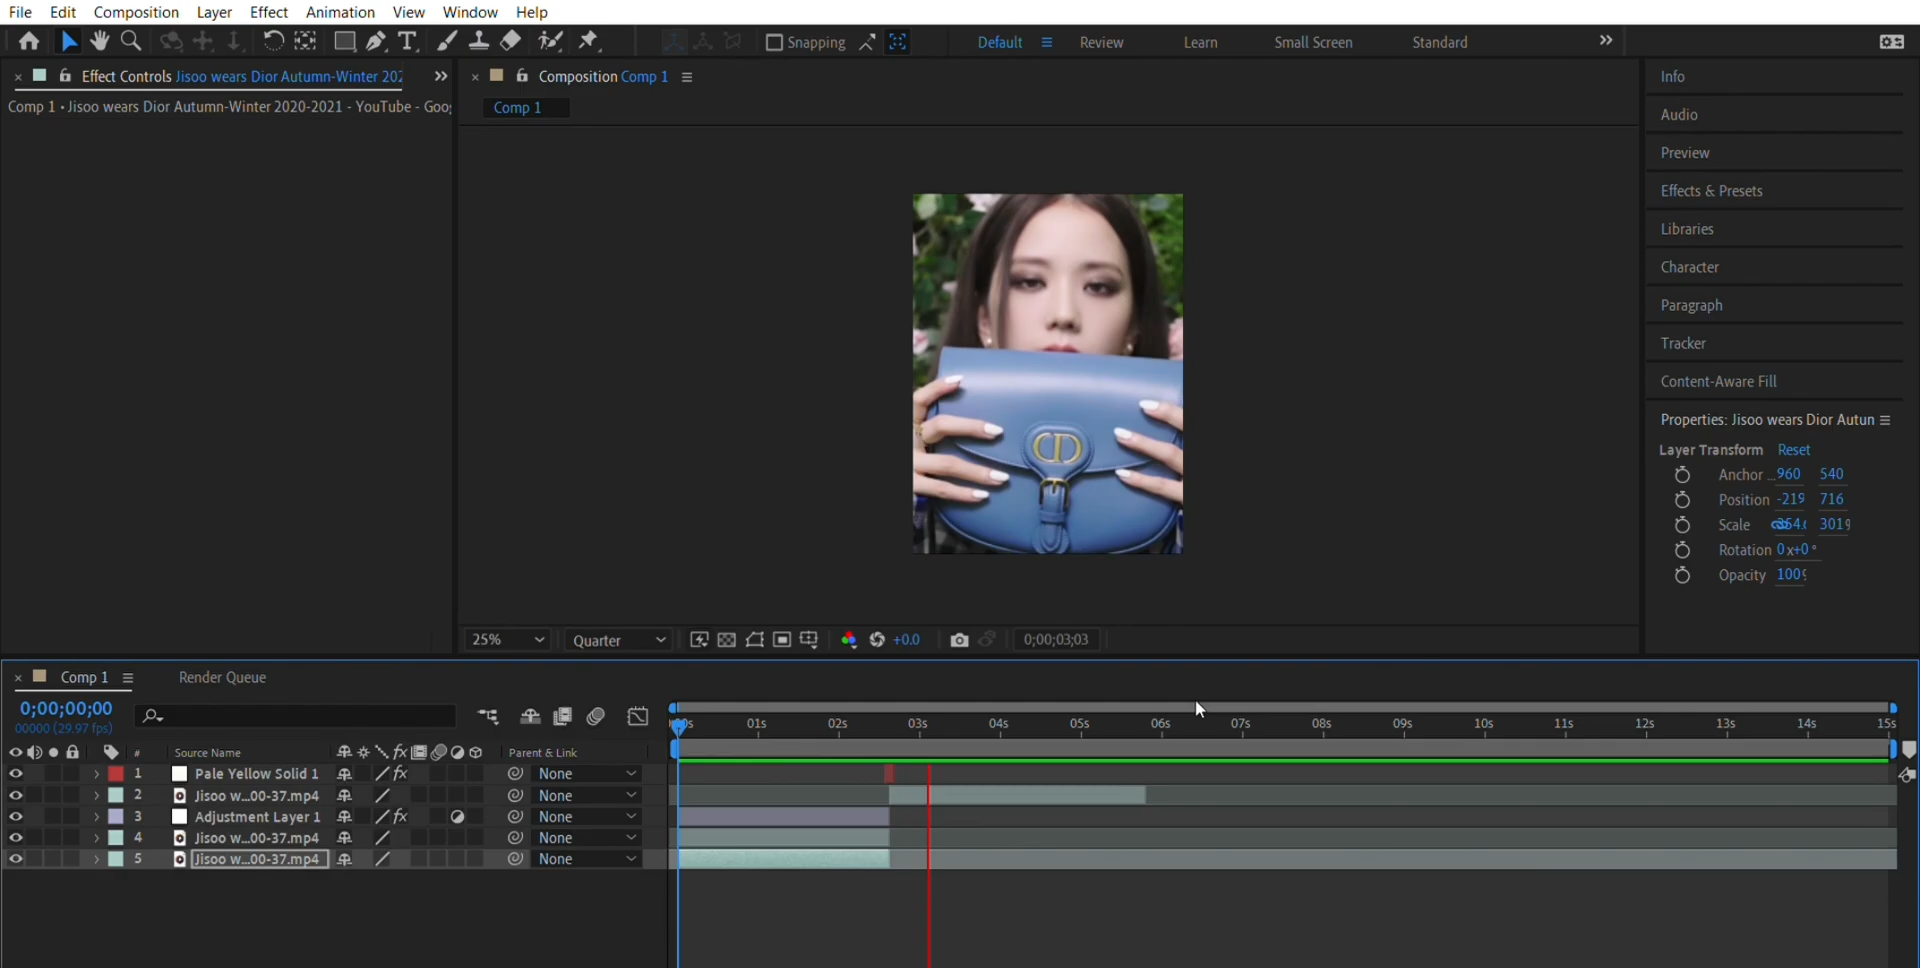 File Edit Composition Layer Effect Animation View Window Help
Snapping Default Review Learn Small Screen Standard
Effect Controls Jisoo wears Dior Autumn-Winter 202
Composition Comp 1
Comp 1 • Jisoo wears Dior Autumn-Winter 2020-2021 - YouTube - Goo
Comp 1
Info
Audio
Preview
Effects & Presets
Libraries
Character
Paragraph
Tracker
Content-Aware Fill
Properties: Jisoo wears Dior Autun
Layer Transform Reset
Anchor ... 960 540
Position -219 716
Scale 301
Rotation 0x+0°
Opacity 100
CD
25% Quarter +0.0 0;00;03;03
Comp 1 Render Queue
0;00;00;00
00000 (29.97 fps)
01s 02s 03s 04s 05s 06s 07s 08s 09s 10s 11s 12s 13s 14s 15s
# Source Name fx Parent & Link
1 Pale Yellow Solid 1 fx None
2 Jisoo w...00-37.mp4 None
3 Adjustment Layer 1 fx None
4 Jisoo w...00-37.mp4 None
5 Jisoo w...00-37.mp4 None